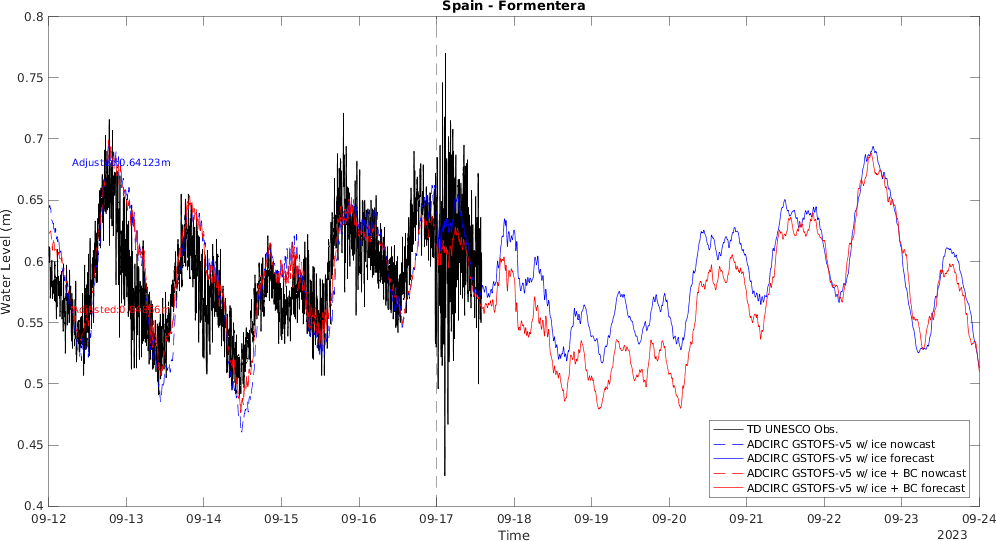 Spain - Formentera
0.8
0.75
0.7
0.65
0.6
0.55
0.5
0.45
0.4
Water Level (m)
Adjusted:0.64123m
TD UNESCO Obs.
ADCIRC GSTOFS-v5 w/ ice nowcast
ADCIRC GSTOFS-v5 w/ ice forecast
ADCIRC GSTOFS-v5 w/ ice + BC nowcast
ADCIRC GSTOFS-v5 w/ ice + BC forecast
09-12 09-13 09-14 09-15 09-16 09-17 09-18 09-19 09-20 09-21 09-22 09-23 09-24
Time
2023